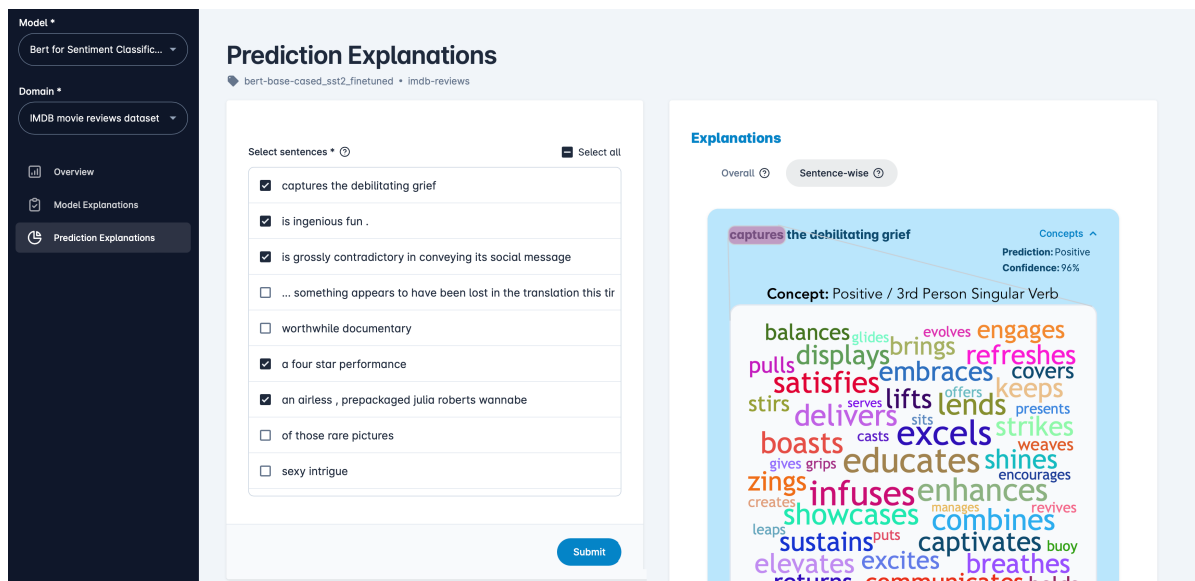 Model *
Bert for Sentiment Classific...
Domain *
IMDB movie reviews dataset
Overview
Model Explanations
Prediction Explanations
Prediction Explanations
bert-base-cased_sst2_finetuned • imdb-reviews
Select sentences *
Select all
captures the debilitating grief
is ingenious fun .
is grossly contradictory in conveying its social message
... something appears to have been lost in the translation this tir
worthwhile documentary
a four star performance
an airless , prepackaged julia roberts wannabe
of those rare pictures
sexy intrigue
Submit
Explanations
Overall
Sentence-wise
captures the debilitating grief
Concepts
Prediction: Positive
Confidence: 96%
Concept: Positive / 3rd Person Singular Verb
balances glides evolves engages
pulls displays brings refreshes
satisfies embraces covers
stirs serves lifts offers keeps
delivers sits lends presents
boasts casts excels strikes
weaves
gives grips educates shines
zings infuses enhances encourages
creates showcases manages revives
leaps sustains puts combines
captivates buoy
elevates excites breathes
returns communicates holds